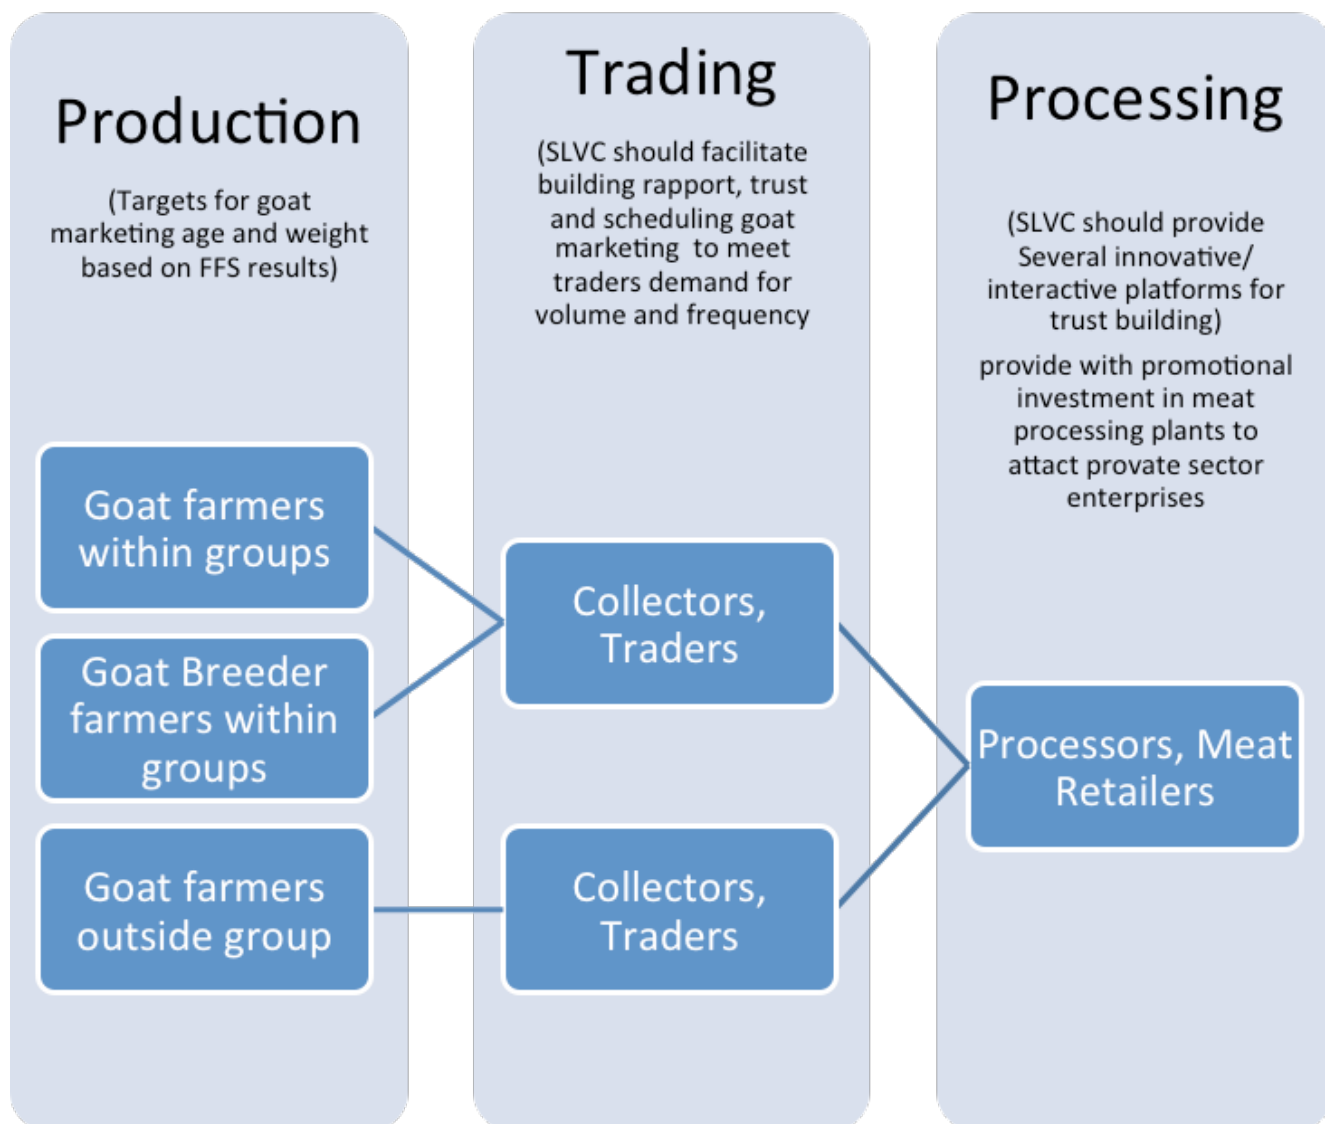 Production
(Targets for goat
marketing age and weight
based on FFS results)
Goat farmers
within groups
Goat Breeder
farmers within
groups
Goat farmers
outside group
Trading
(SLVC should facilitate
building rapport, trust
and scheduling goat
marketing  to meet
traders demand for
volume and frequency
Collectors,
Traders
Collectors,
Traders
Processing
(SLVC should provide
Several innovative/
interactive platforms for
trust building)
provide with promotional
investment in meat
processing plants to
attact provate sector
enterprises
Processors, Meat
Retailers